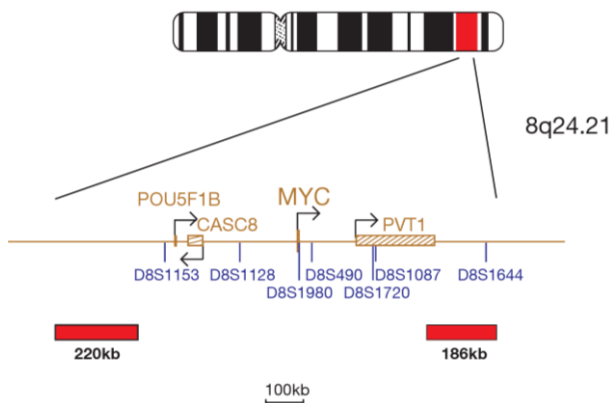 8q24.21
POU5F1B
MYC
CASC8
PVT1
D8S1153
D8S1128
D8S490
D8S1087
D8S1644
D8S1980
D8S1720
220kb
186kb
100kb